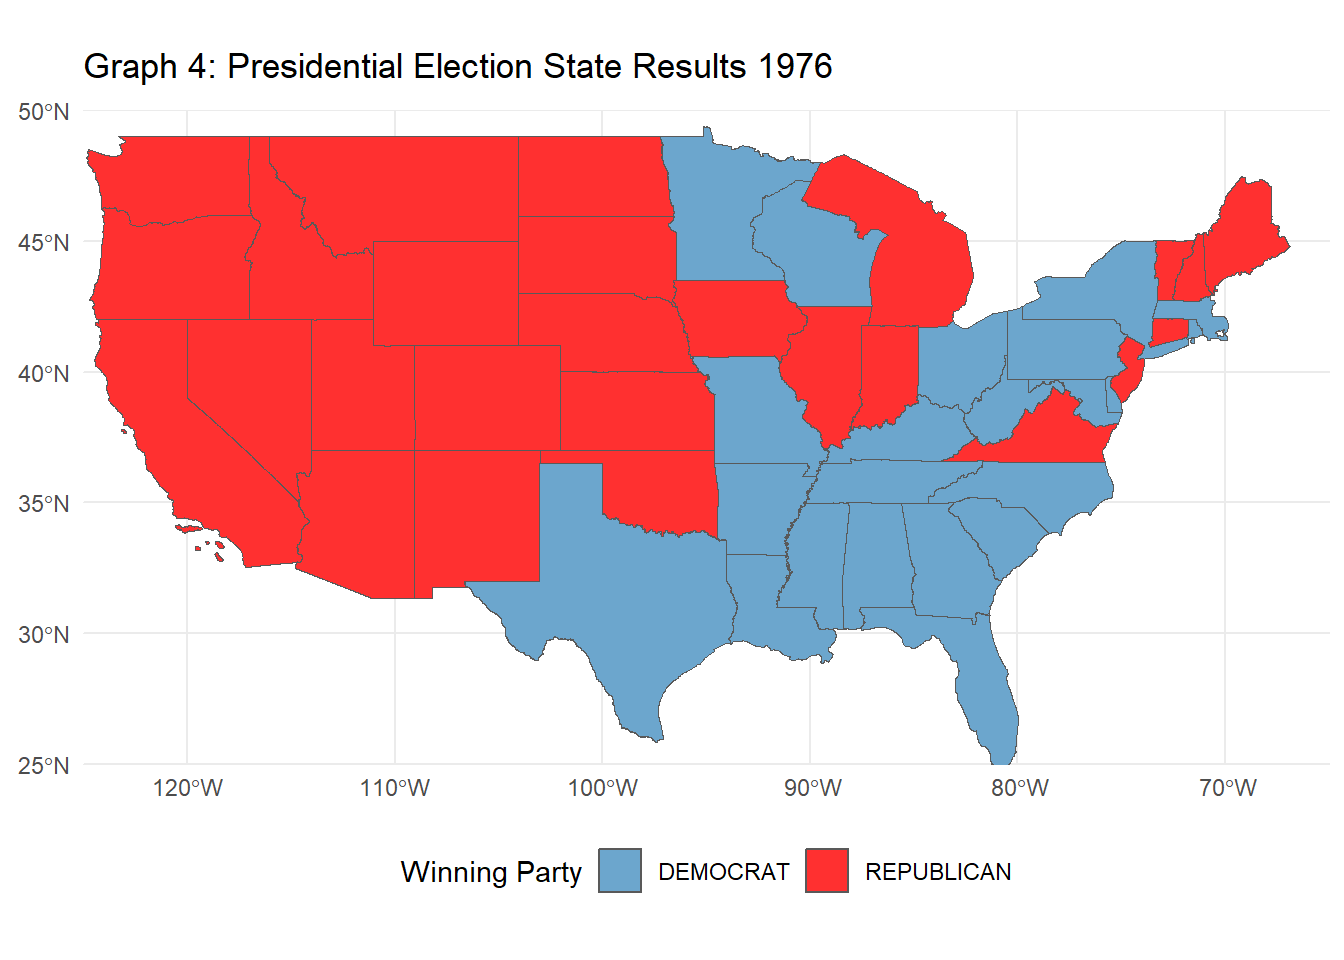 Graph 4: Presidential Election State Results 1976
50°N
45°N
40°N
35°N
30°N
25°N
120°W 110°W 100°W 90°W 80°W 70°W
Winning Party DEMOCRAT REPUBLICAN